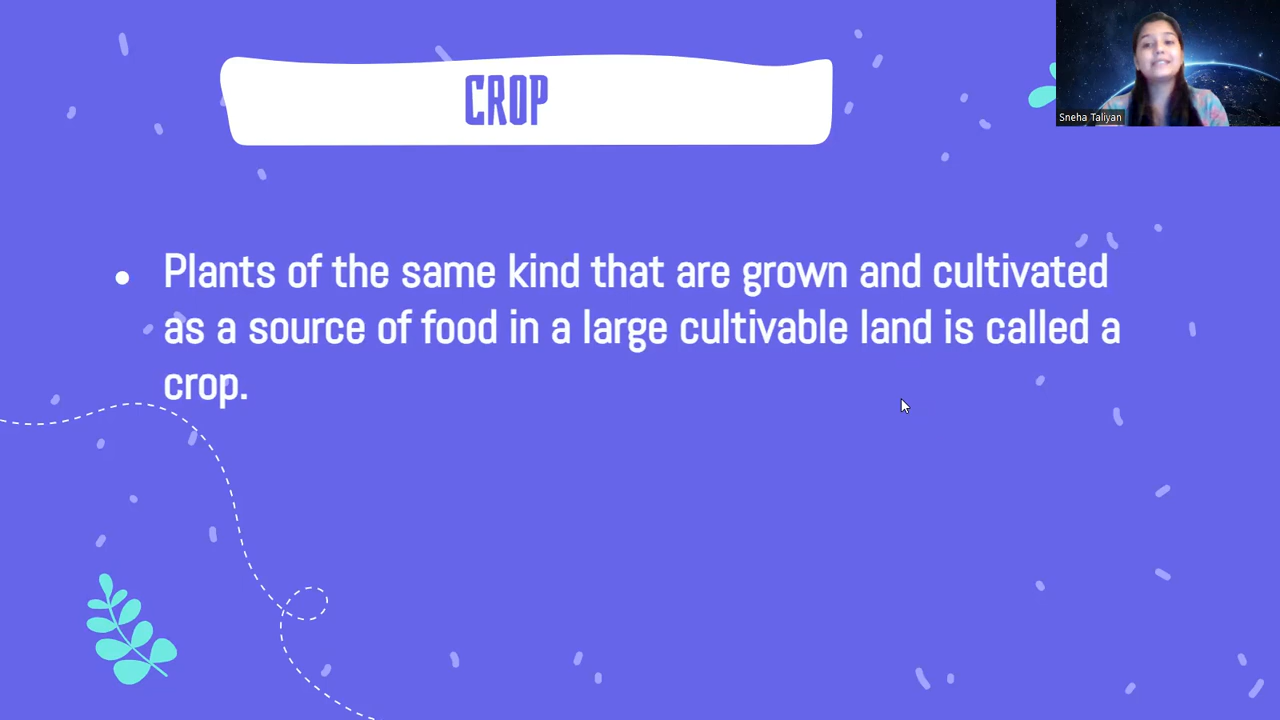 CROP
Sneha Taliyan
• Plants of the same kind that are grown and cultivated
as a source of food in a large cultivable land is called a
crop.